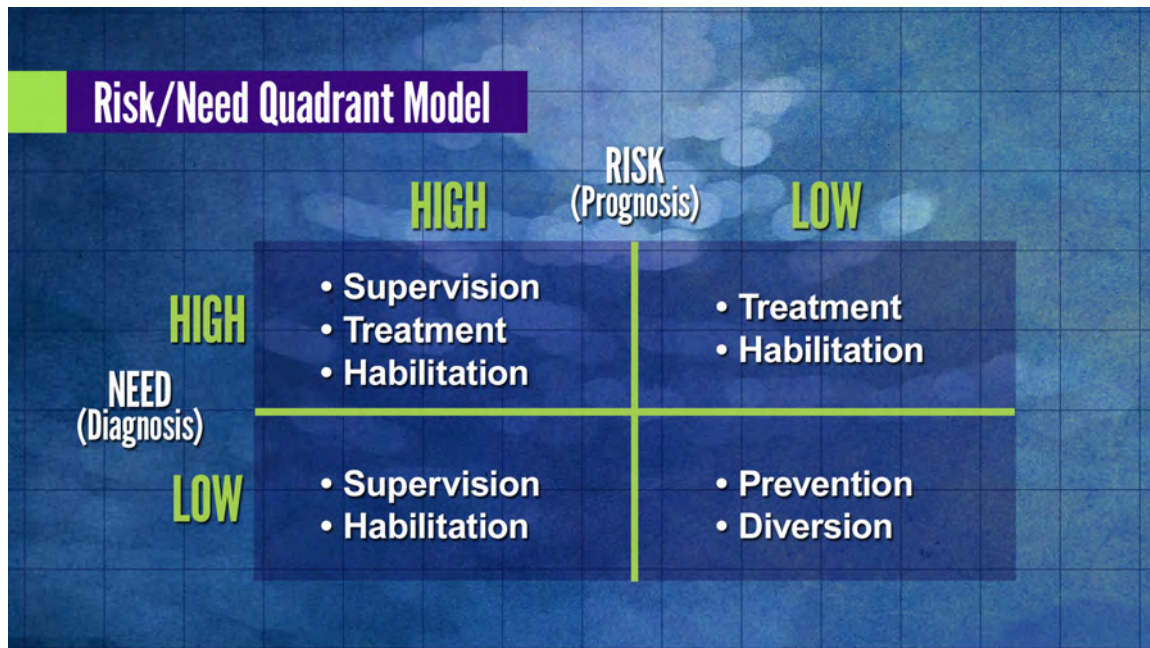 Risk/Need Quadrant Model
RISK
(Prognosis)
HIGH
LOW
HIGH
• Supervision
• Treatment
• Habilitation
• Treatment
• Habilitation
NEED
(Diagnosis)
LOW
• Supervision
• Habilitation
• Prevention
• Diversion